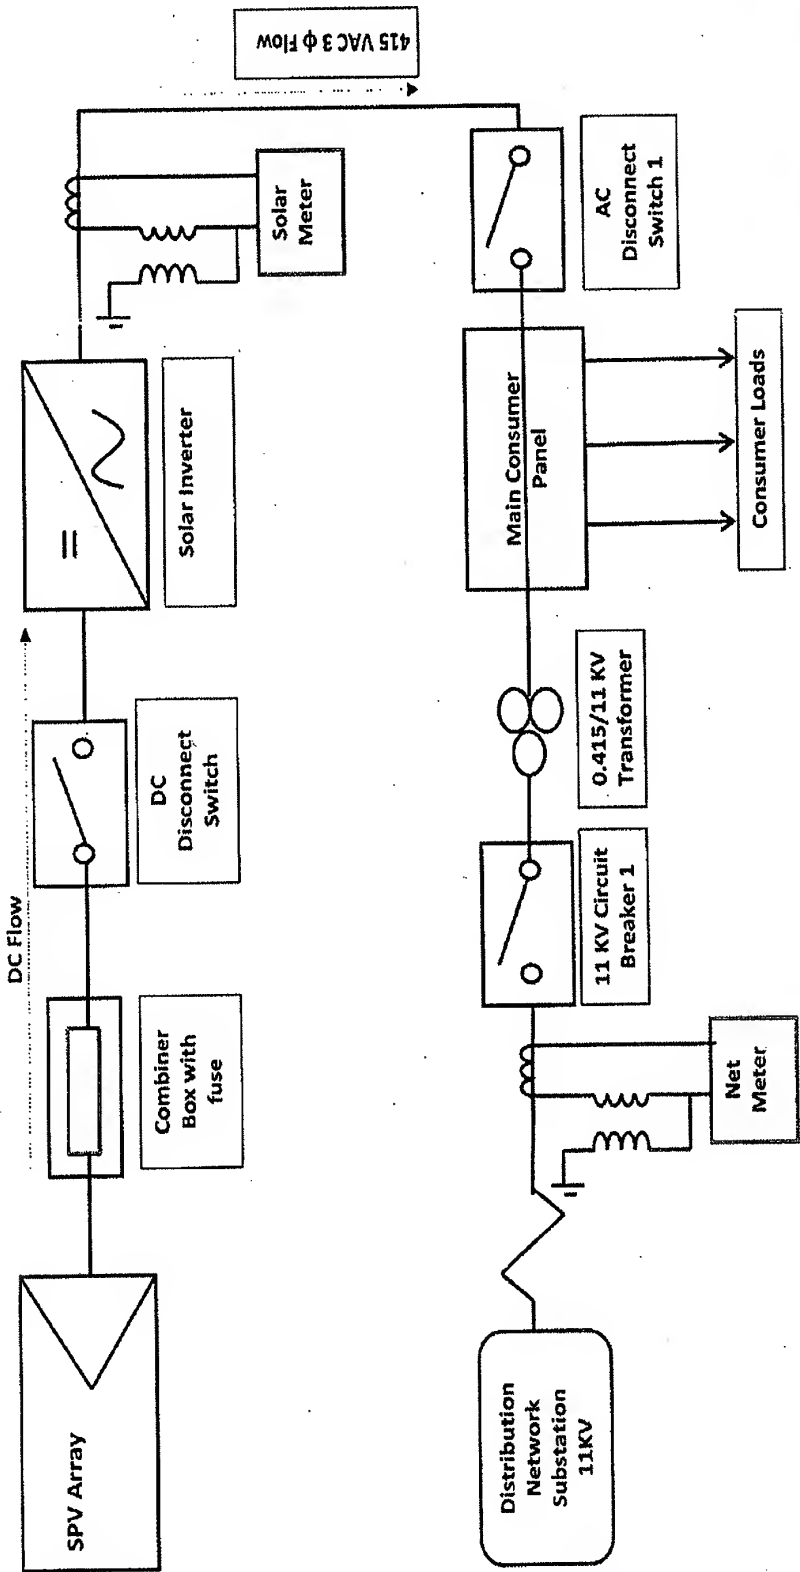 SPV Array
DC Flow
Combiner
Box with
fuse
DC
Disconnect
Switch
Solar Inverter
Solar
Meter
415 VAC 3 ϕ Flow
AC
Disconnect
Switch 1
Main Consumer
Panel
Consumer Loads
0.415/11 KV
Transformer
11 KV Circuit
Breaker 1
Net
Meter
Distribution
Network
Substation
11KV